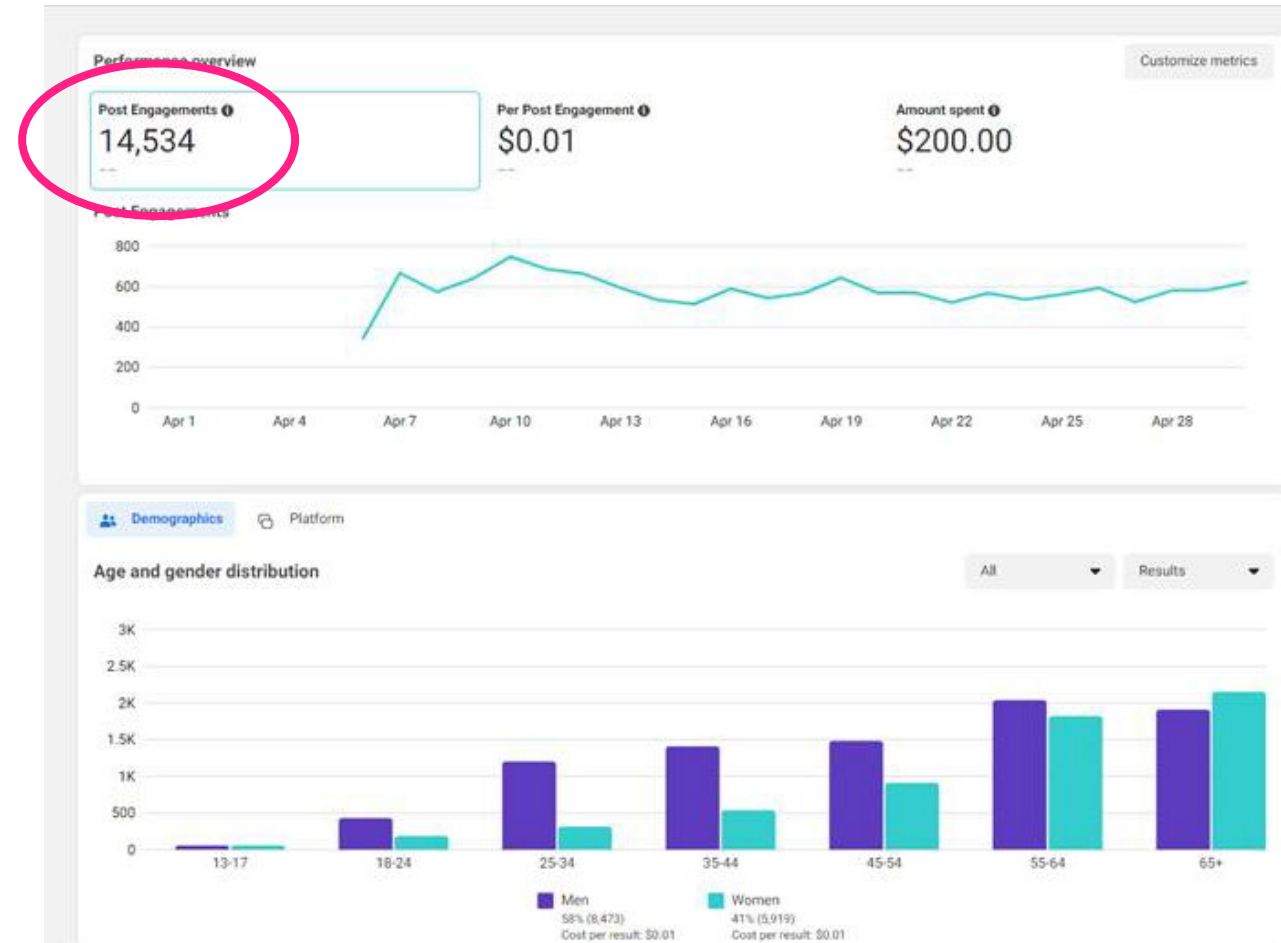 Performance overview
Customize metrics
Post Engagements
Per Post Engagement
Amount spent
14,534
$0.01
$200.00
--
--
--
Post Engagements
800
600
400
200
0
Apr 1 Apr 4 Apr 7 Apr 10 Apr 13 Apr 16 Apr 19 Apr 22 Apr 25 Apr 28
Demographics Platform
Age and gender distribution
All Results
3K
2.5K
2K
1.5K
1K
500
0
13-17 18-24 25-34 35-44 45-54 55-64 65+
Men Women
58% (8,473) 41% (5,919)
Cost per result: $0.01 Cost per result: $0.01